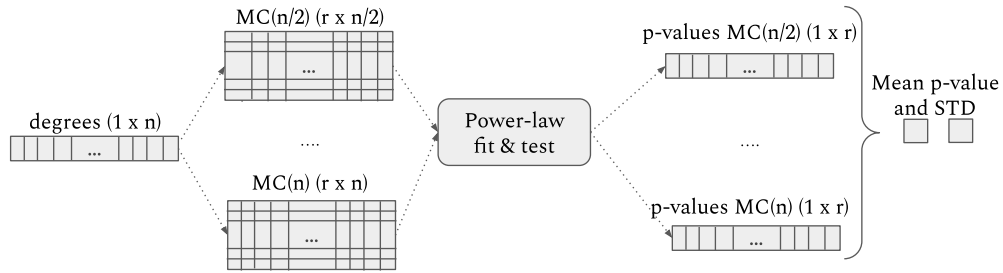 MC(n/2) (r x n/2)
...
degrees (1 x n)
...
....
MC(n) (r x n)
...
Power-law
fit & test
p-values MC(n/2) (1 x r)
...
....
p-values MC(n) (1 x r)
...
Mean p-value
and STD